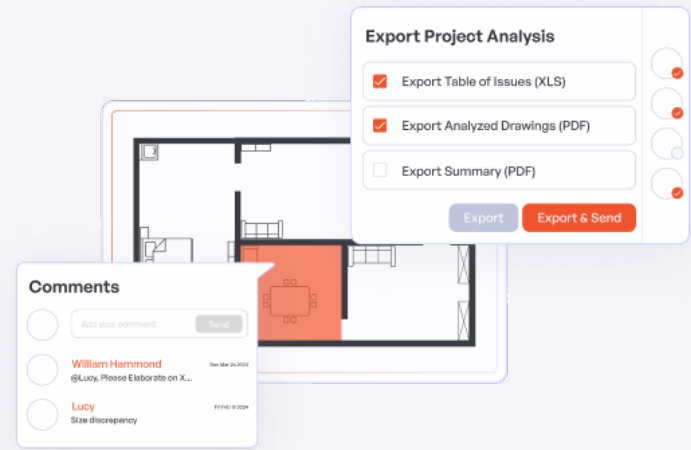 Export Project Analysis
Export Table of Issues (XLS)
Export Analyzed Drawings (PDF)
Export Summary (PDF)
Export
Export & Send
Comments
Add your comment
Send
William Hammond
@Lucy, Please Elaborate on X...
Lucy
Size discrepancy